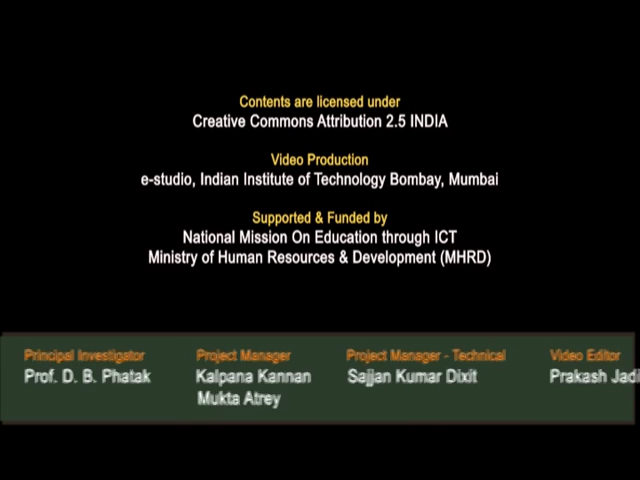 Contents are licensed under
Creative Commons Attribution 2.5 INDIA
Video Production
e-studio, Indian Institute of Technology Bombay, Mumbai
Supported & Funded by
National Mission On Education through ICT
Ministry of Human Resources & Development (MHRD)
Principal Investigator Project Manager Project Manager - Technical Video Editor
Prof. D. B. Phatak Kalpana Kannan Sajjan Kumar Dixit Prakash
Mukta Atrey